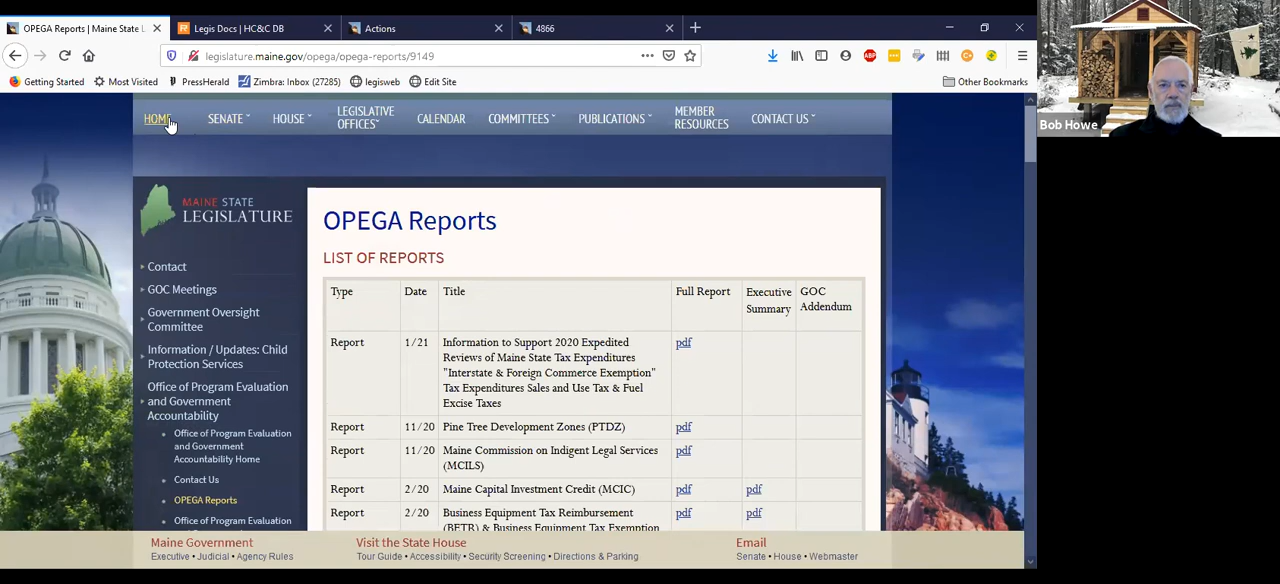 OPEGA Reports | Maine State L
Legis Docs | HC&C DB
Actions
4866
legislature.maine.gov/opega/opega-reports/9149
Getting Started
Most Visited
PressHerald
Zimbra: Inbox (27285)
legisweb
Edit Site
Other Bookmarks
Bob Howe
HOME
SENATE
HOUSE
LEGISLATIVE
OFFICES
CALENDAR
COMMITTEES
PUBLICATIONS
MEMBER
RESOURCES
CONTACT US
MAINE STATE
LEGISLATURE
Contact
GOC Meetings
Government Oversight
Committee
Information / Updates: Child
Protection Services
Office of Program Evaluation
and Government
Accountability
Office of Program Evaluation
and Government
Accountability Home
Contact Us
OPEGA Reports
Office of Program Evaluation
OPEGA Reports
LIST OF REPORTS
Type Date Title Full Report Executive Summary GOC Addendum
Report 1/21 Information to Support 2020 Expedited pdf
Reviews of Maine State Tax Expenditures
"Interstate & Foreign Commerce Exemption"
Tax Expenditures Sales and Use Tax & Fuel
Excise Taxes
Report 11/20 Pine Tree Development Zones (PTDZ) pdf
Report 11/20 Maine Commission on Indigent Legal Services pdf
(MCILS)
Report 2/20 Maine Capital Investment Credit (MCIC) pdf pdf
Report 2/20 Business Equipment Tax Reimbursement pdf pdf
(BETR) & Business Equipment Tax Exemption
Maine Government
Executive • Judicial • Agency Rules
Visit the State House
Tour Guide • Accessibility • Security Screening • Directions & Parking
Email
Senate • House • Webmaster